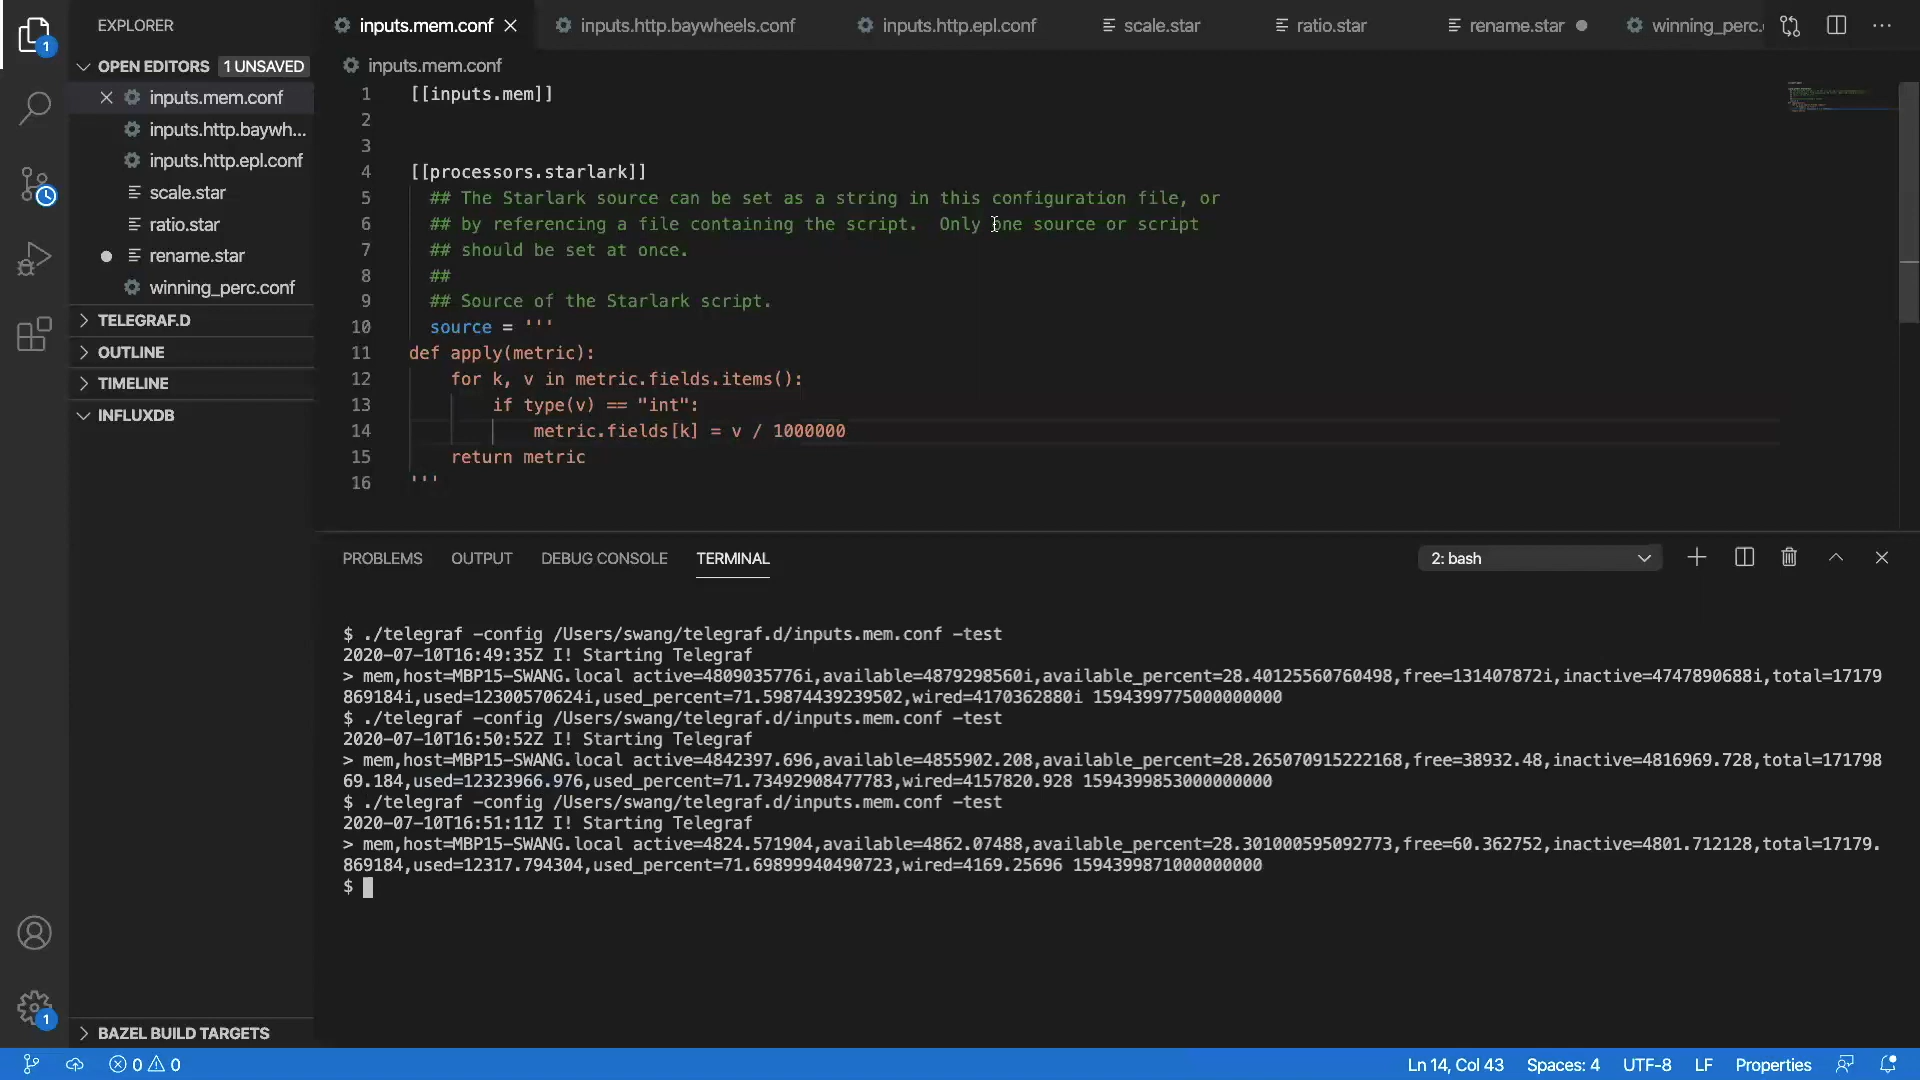 EXPLORER
inputs.mem.conf
inputs.http.baywheels.conf
inputs.http.epl.conf
scale.star
ratio.star
rename.star
winning_perc.
1
OPEN EDITORS 1 UNSAVED
inputs.mem.conf
inputs.http.baywh...
inputs.http.epl.conf
scale.star
ratio.star
rename.star
winning_perc.conf
TELEGRAF.D
OUTLINE
TIMELINE
INFLUXDB
BAZEL BUILD TARGETS
1
inputs.mem.conf
1 [[inputs.mem]]
2
3
4 [[processors.starlark]]
5 ## The Starlark source can be set as a string in this configuration file, or
6 ## by referencing a file containing the script.  Only one source or script
7 ## should be set at once.
8 ##
9 ## Source of the Starlark script.
10 source = '''
11 def apply(metric):
12 for k, v in metric.fields.items():
13 if type(v) == "int":
14 metric.fields[k] = v / 1000000
15 return metric
16 '''
PROBLEMS OUTPUT DEBUG CONSOLE TERMINAL
2: bash
$ ./telegraf -config /Users/swang/telegraf.d/inputs.mem.conf -test
2020-07-10T16:49:35Z I! Starting Telegraf
> mem,host=MBP15-SWANG.local active=4809035776i,available=4879298560i,available_percent=28.40125560760498,free=131407872i,inactive=4747890688i,total=17179
869184i,used=12300570624i,used_percent=71.59874439239502,wired=4170362880i 1594399775000000000
$ ./telegraf -config /Users/swang/telegraf.d/inputs.mem.conf -test
2020-07-10T16:50:52Z I! Starting Telegraf
> mem,host=MBP15-SWANG.local active=4842397.696,available=4855902.208,available_percent=28.265070915222168,free=38932.48,inactive=4816969.728,total=171798
69.184,used=12323966.976,used_percent=71.73492908477783,wired=4157820.928 1594399853000000000
$ ./telegraf -config /Users/swang/telegraf.d/inputs.mem.conf -test
2020-07-10T16:51:11Z I! Starting Telegraf
> mem,host=MBP15-SWANG.local active=4824.571904,available=4862.07488,available_percent=28.301000595092773,free=60.362752,inactive=4801.712128,total=17179.
869184,used=12317.794304,used_percent=71.69899940490723,wired=4169.25696 1594399871000000000
$
0 0
Ln 14, Col 43 Spaces: 4 UTF-8 LF Properties